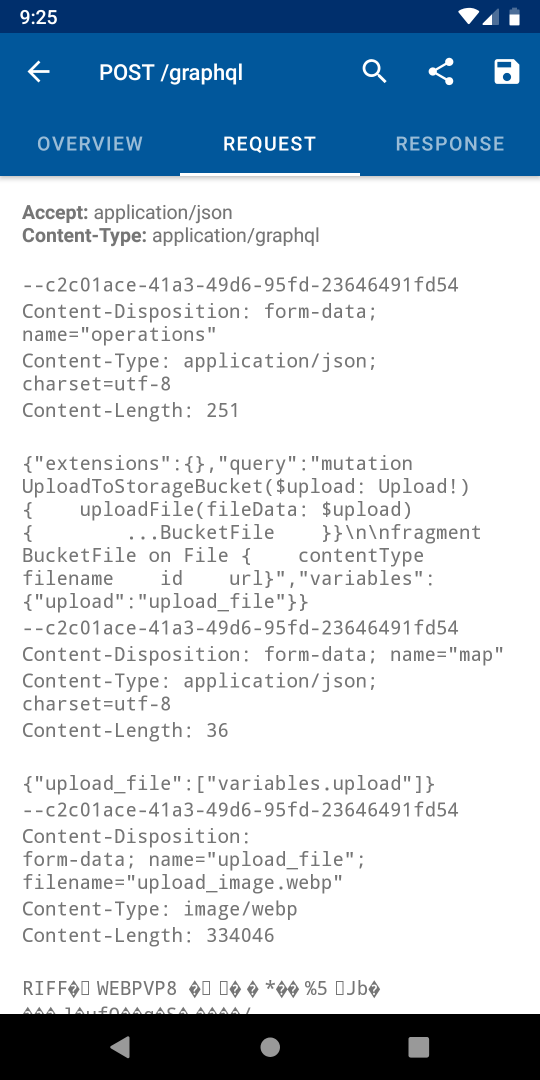 9:25
POST /graphql
OVERVIEW
REQUEST
RESPONSE
Accept: application/json
Content-Type: application/graphql
--c2c01ace-41a3-49d6-95fd-23646491fd54
Content-Disposition: form-data;
name="operations"
Content-Type: application/json;
charset=utf-8
Content-Length: 251
{"extensions":{},"query":"mutation
UploadToStorageBucket($upload: Upload!)
{    uploadFile(fileData: $upload)
{        ...BucketFile    }}\n\nfragment
BucketFile on File {    contentType
filename    id    url}","variables":
{"upload":"upload_file"}}
--c2c01ace-41a3-49d6-95fd-23646491fd54
Content-Disposition: form-data; name="map"
Content-Type: application/json;
charset=utf-8
Content-Length: 36
{"upload_file":["variables.upload"]}
--c2c01ace-41a3-49d6-95fd-23646491fd54
Content-Disposition:
form-data; name="upload_file";
filename="upload_image.webp"
Content-Type: image/webp
Content-Length: 334046
RIFF�▯ WEBPVP8 �▯ ▯� � *�� %5 ▯Jb�